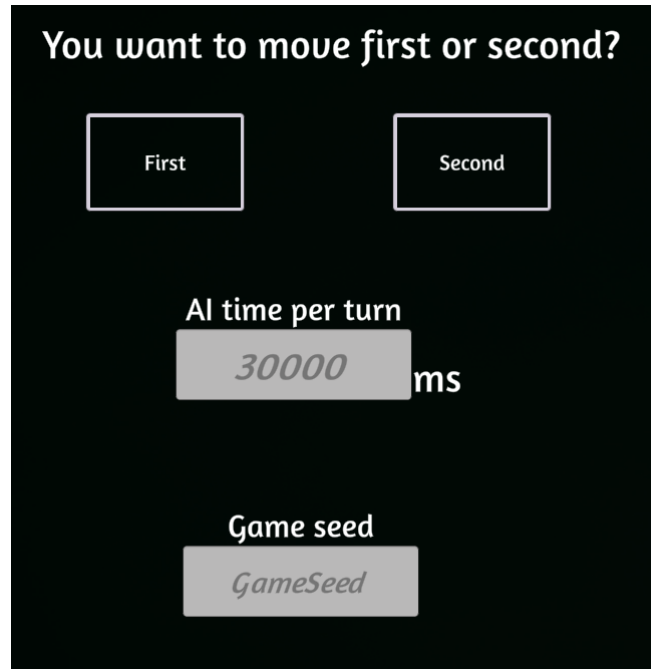 You want to move first or second?
First Second
AI time per turn
30000 ms
Game seed
GameSeed